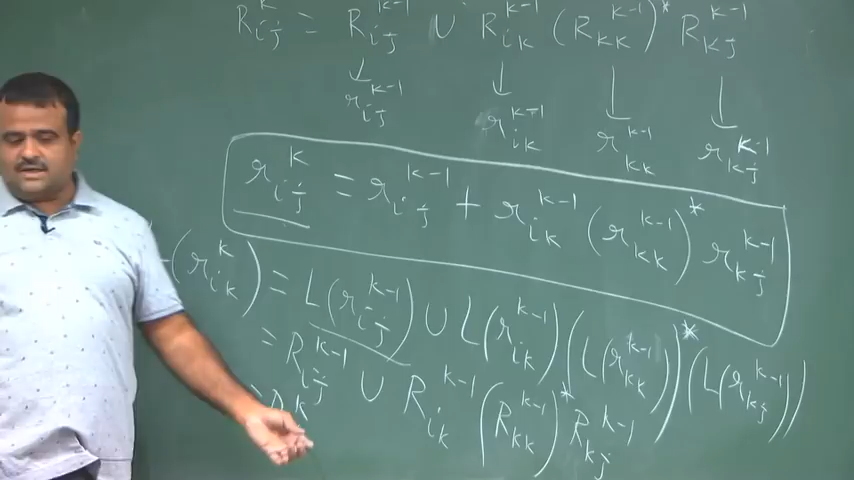 R_{ij}^{k} = R_{ij}^{k-1} ∪ R_{ik}^{k-1} (R_{kk}^{k-1})^* R_{kj}^{k-1}
↓ ↓ ↓ ↓
r_{ij}^{k-1} r_{ik}^{k-1} r_{kk}^{k-1} r_{kj}^{k-1}
r_{ij}^{k} = r_{ij}^{k-1} + r_{ik}^{k-1} (r_{kk}^{k-1})^* r_{kj}^{k-1}
(r_{ik}^{k}) = L(r_{ij}^{k-1}) ∪ L(r_{ik}^{k-1}) (L(r_{kk}^{k-1}))^* (L(r_{kj}^{k-1}))
= R_{ij}^{k-1} ∪ R_{ik}^{k-1} (R_{kk}^{k-1})^* R_{kj}^{k-1}
= R^{k}